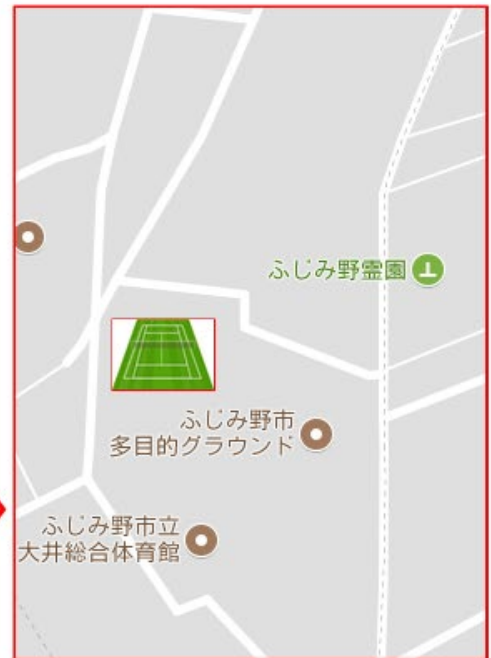 ふじみ野霊園
ふじみ野市
多目的グラウンド
ふじみ野市立
大井総合体育館